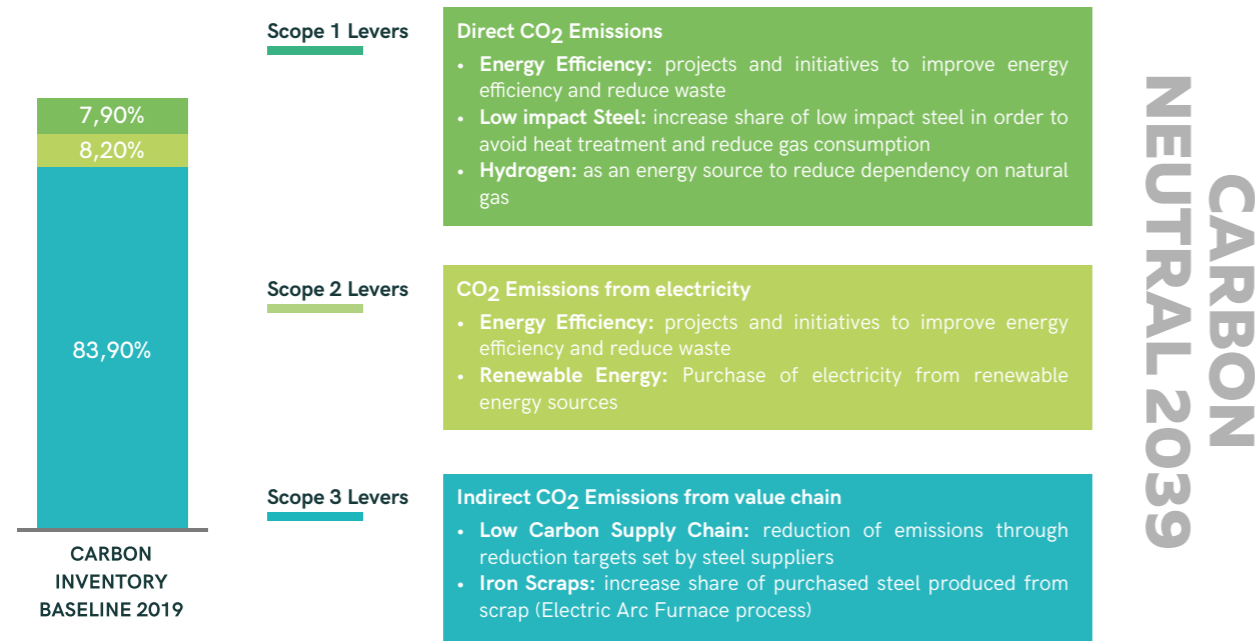 7,90%
8,20%
83,90%
CARBON
INVENTORY
BASELINE 2019
Scope 1 Levers
Direct CO2 Emissions
• Energy Efficiency: projects and initiatives to improve energy
efficiency and reduce waste
• Low impact Steel: increase share of low impact steel in order to
avoid heat treatment and reduce gas consumption
• Hydrogen: as an energy source to reduce dependency on natural
gas
Scope 2 Levers
CO2 Emissions from electricity
• Energy Efficiency: projects and initiatives to improve energy
efficiency and reduce waste
• Renewable Energy: Purchase of electricity from renewable
energy sources
Scope 3 Levers
Indirect CO2 Emissions from value chain
• Low Carbon Supply Chain: reduction of emissions through
reduction targets set by steel suppliers
• Iron Scraps: increase share of purchased steel produced from
scrap (Electric Arc Furnace process)
CARBON
NEUTRAL 2039